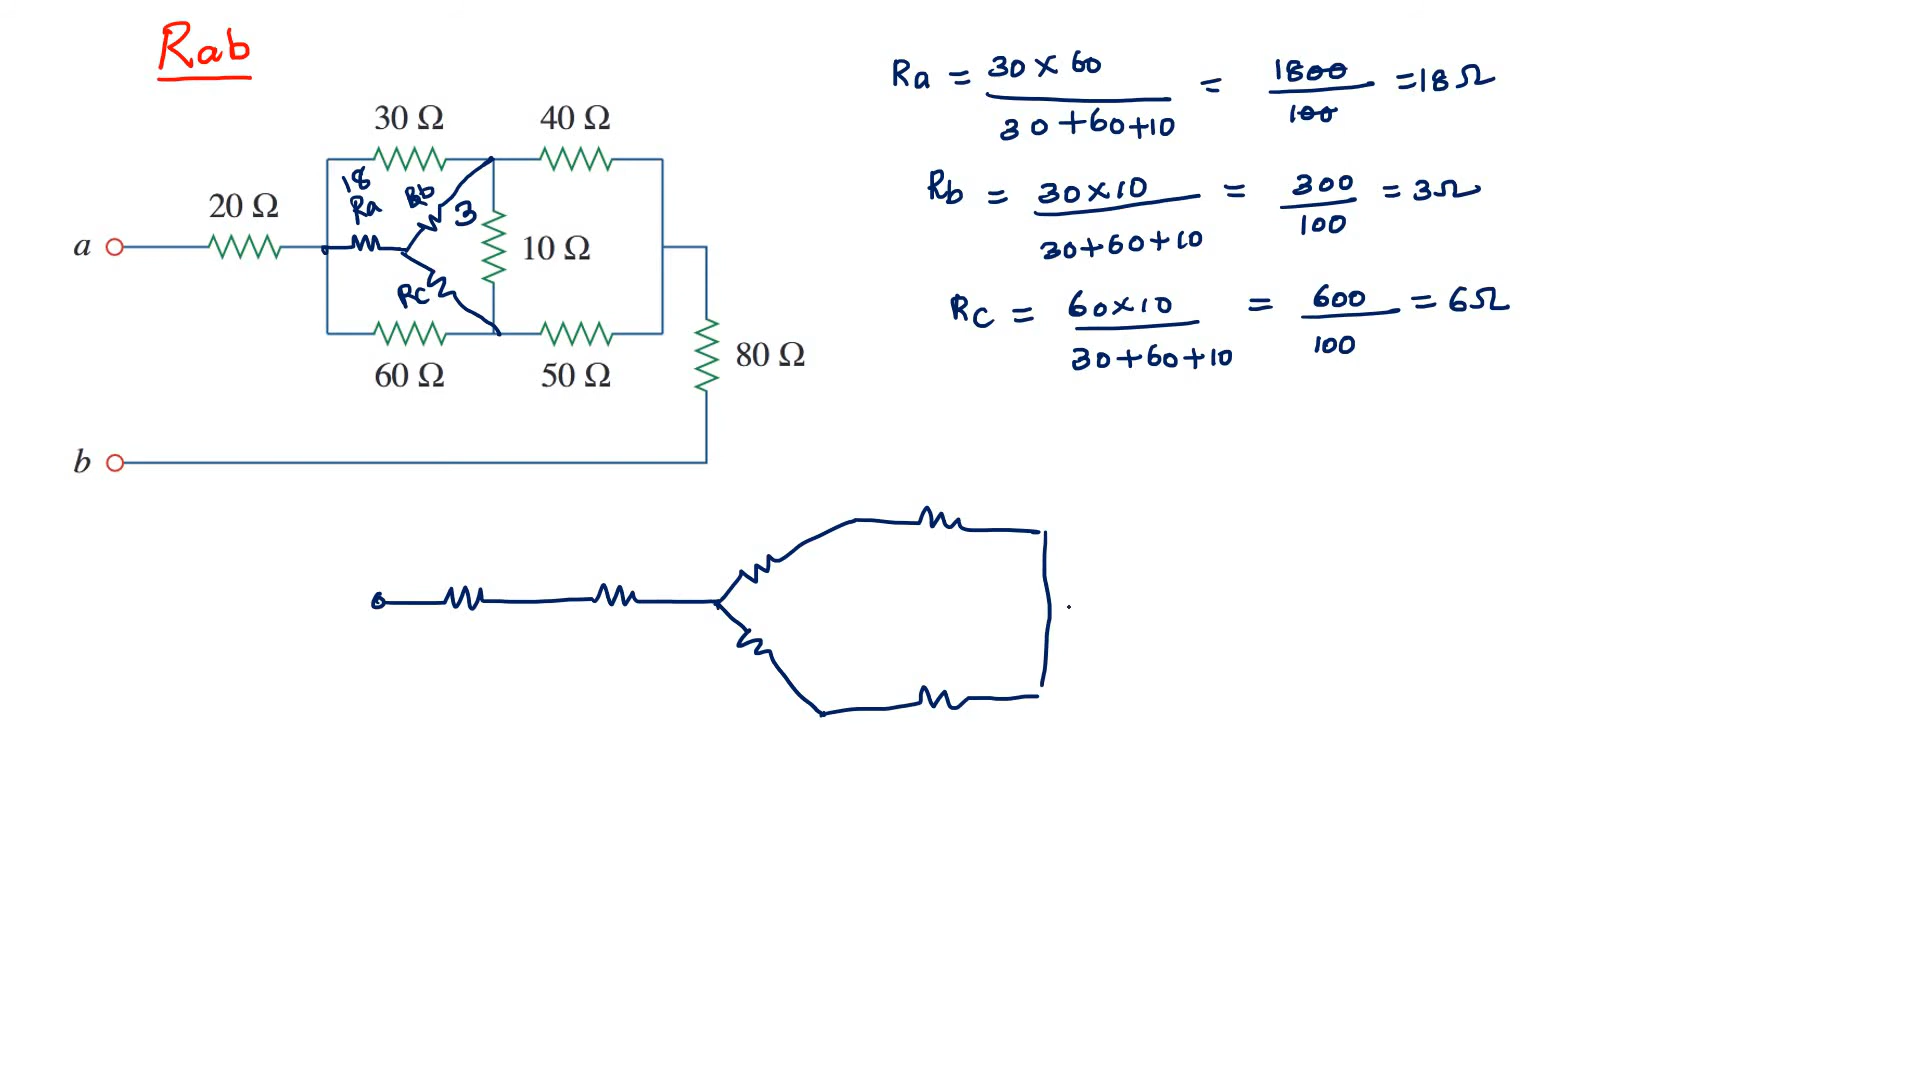 Rab
30 Ω
40 Ω
18
Ra
Rb
3
20 Ω
a
10 Ω
Rc
60 Ω
50 Ω
80 Ω
b
Ra = 30 × 60 / 30+60+10 = 1800 / 100 = 18 Ω
Rb = 30×10 / 30+60+10 = 300 / 100 = 3Ω
Rc = 60×10 / 30+60+10 = 600 / 100 = 6Ω